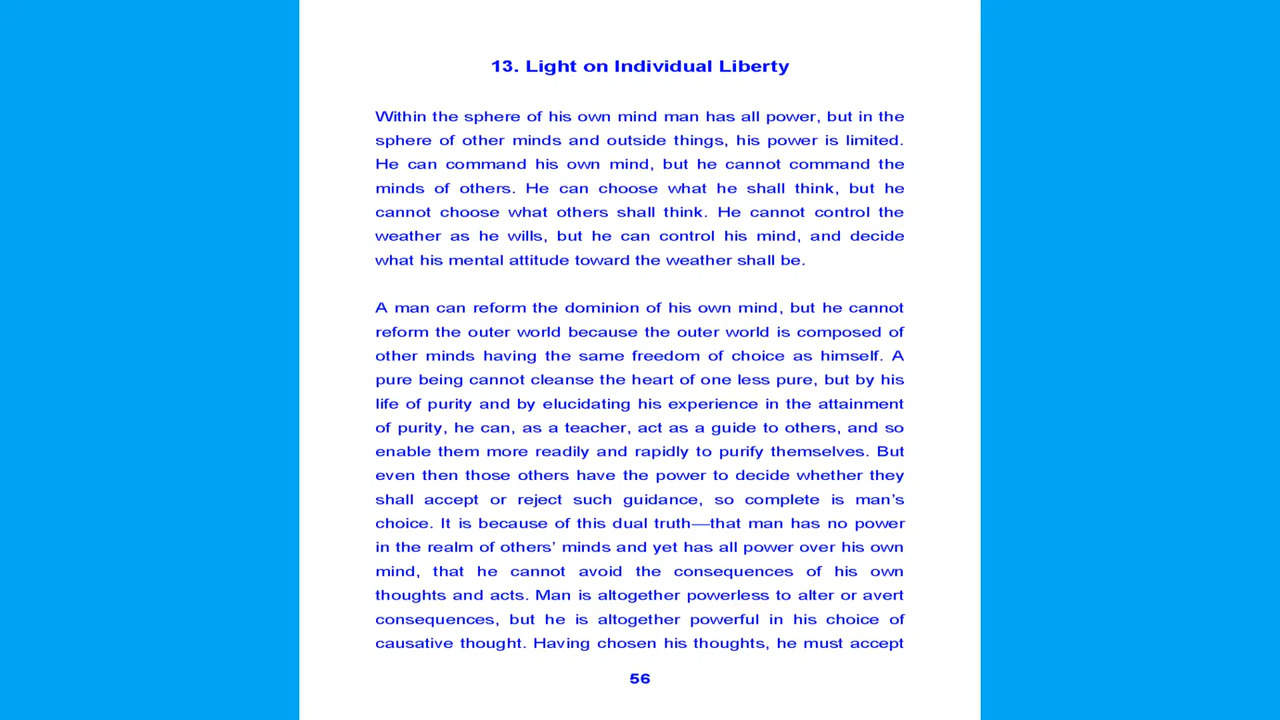 13. Light on Individual Liberty
Within the sphere of his own mind man has all power, but in the
sphere of other minds and outside things, his power is limited.
He can command his own mind, but he cannot command the
minds of others. He can choose what he shall think, but he
cannot choose what others shall think. He cannot control the
weather as he wills, but he can control his mind, and decide
what his mental attitude toward the weather shall be.
A man can reform the dominion of his own mind, but he cannot
reform the outer world because the outer world is composed of
other minds having the same freedom of choice as himself. A
pure being cannot cleanse the heart of one less pure, but by his
life of purity and by elucidating his experience in the attainment
of purity, he can, as a teacher, act as a guide to others, and so
enable them more readily and rapidly to purify themselves. But
even then those others have the power to decide whether they
shall accept or reject such guidance, so complete is man’s
choice. It is because of this dual truth—that man has no power
in the realm of others’ minds and yet has all power over his own
mind, that he cannot avoid the consequences of his own
thoughts and acts. Man is altogether powerless to alter or avert
consequences, but he is altogether powerful in his choice of
causative thought. Having chosen his thoughts, he must accept
56